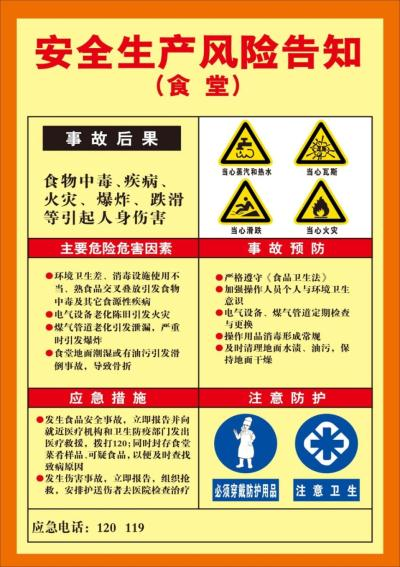 安全生产风险告知
（食 堂）
事故后果
食物中毒、疾病、
火灾、爆炸、跌滑
等引起人身伤害
当心蒸汽和热水
当心瓦斯
当心滑跌
当心火灾
主要危险危害因素
●环境卫生差、消毒设施使用不
当、熟食品交叉叠放引发食物
中毒及其它食源性疾病
●电气设备老化陈旧引发火灾
●煤气管道老化引发泄漏，严重
时引发爆炸
●食堂地面潮湿或有油污引发滑
倒事故，导致骨折
事故预防
●严格遵守《食品卫生法》
●加强操作人员个人与环境卫生
意识
●电气设备、煤气管道定期检查
与更换
●操作用品消毒形成常规
●及时清理地面水渍、油污，保
持地面干燥
应急措施
●发生食品安全事故，立即报告并向
就近医疗机构和卫生防疫部门发出
医疗救援，拨打120；同时封存食堂
菜肴样品、可疑食品，以便及时查找
致病原因
●发生伤害事故，立即报告，组织抢
救，安排护送伤者去医院检查治疗
注意防护
必须穿戴防护用品
注意卫生
应急电话：120 119